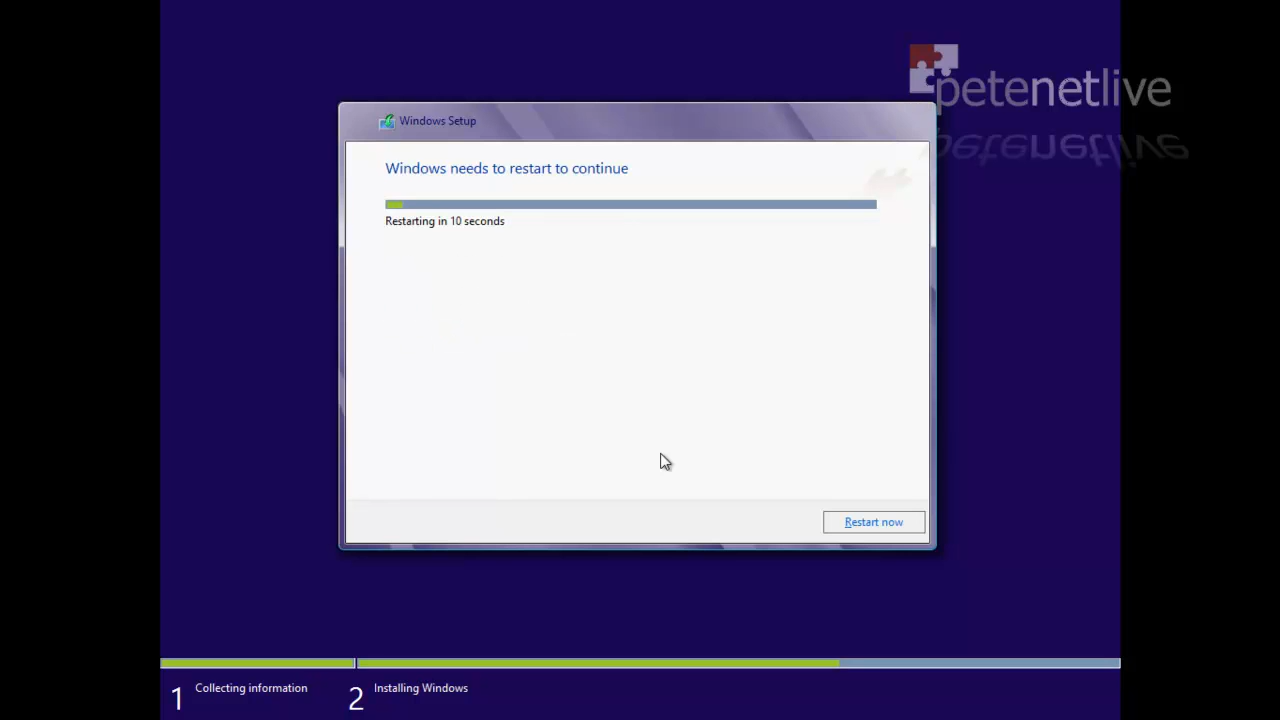 petenetlive
Windows Setup
Windows needs to restart to continue
Restarting in 10 seconds
Restart now
1 Collecting information
2 Installing Windows